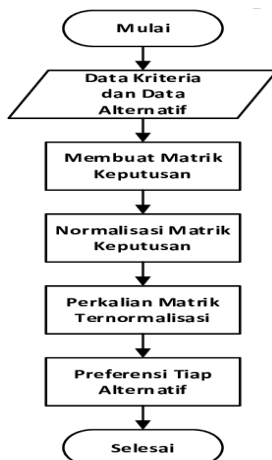 Mulai
Data Kriteria
dan Data
Alternatif
Membuat Matrik
Keputusan
Normalisasi Matrik
Keputusan
Perkalian Matrik
Ternormalisasi
Preferensi Tiap
Alternatif
Selesai